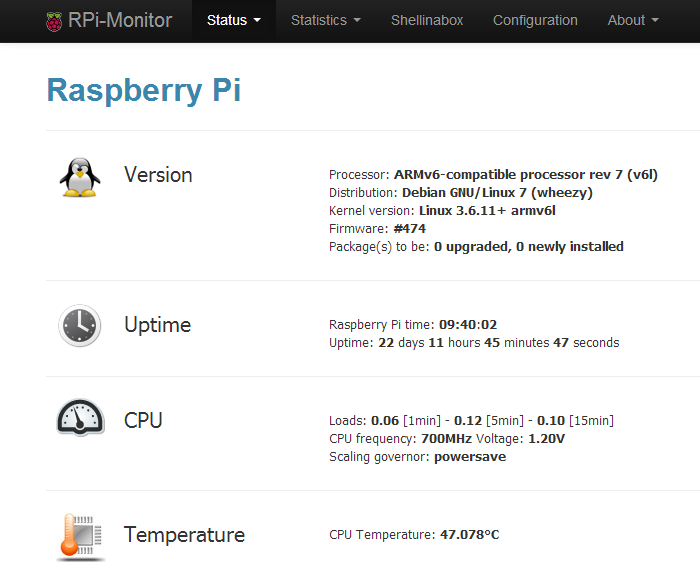 RPi-Monitor Status Statistics Shellinabox Configuration About
Raspberry Pi
Version
Processor: ARMv6-compatible processor rev 7 (v6l)
Distribution: Debian GNU/Linux 7 (wheezy)
Kernel version: Linux 3.6.11+ armv6l
Firmware: #474
Package(s) to be: 0 upgraded, 0 newly installed
Uptime
Raspberry Pi time: 09:40:02
Uptime: 22 days 11 hours 45 minutes 47 seconds
CPU
Loads: 0.06 [1min] - 0.12 [5min] - 0.10 [15min]
CPU frequency: 700MHz Voltage: 1.20V
Scaling governor: powersave
Temperature
CPU Temperature: 47.078°C